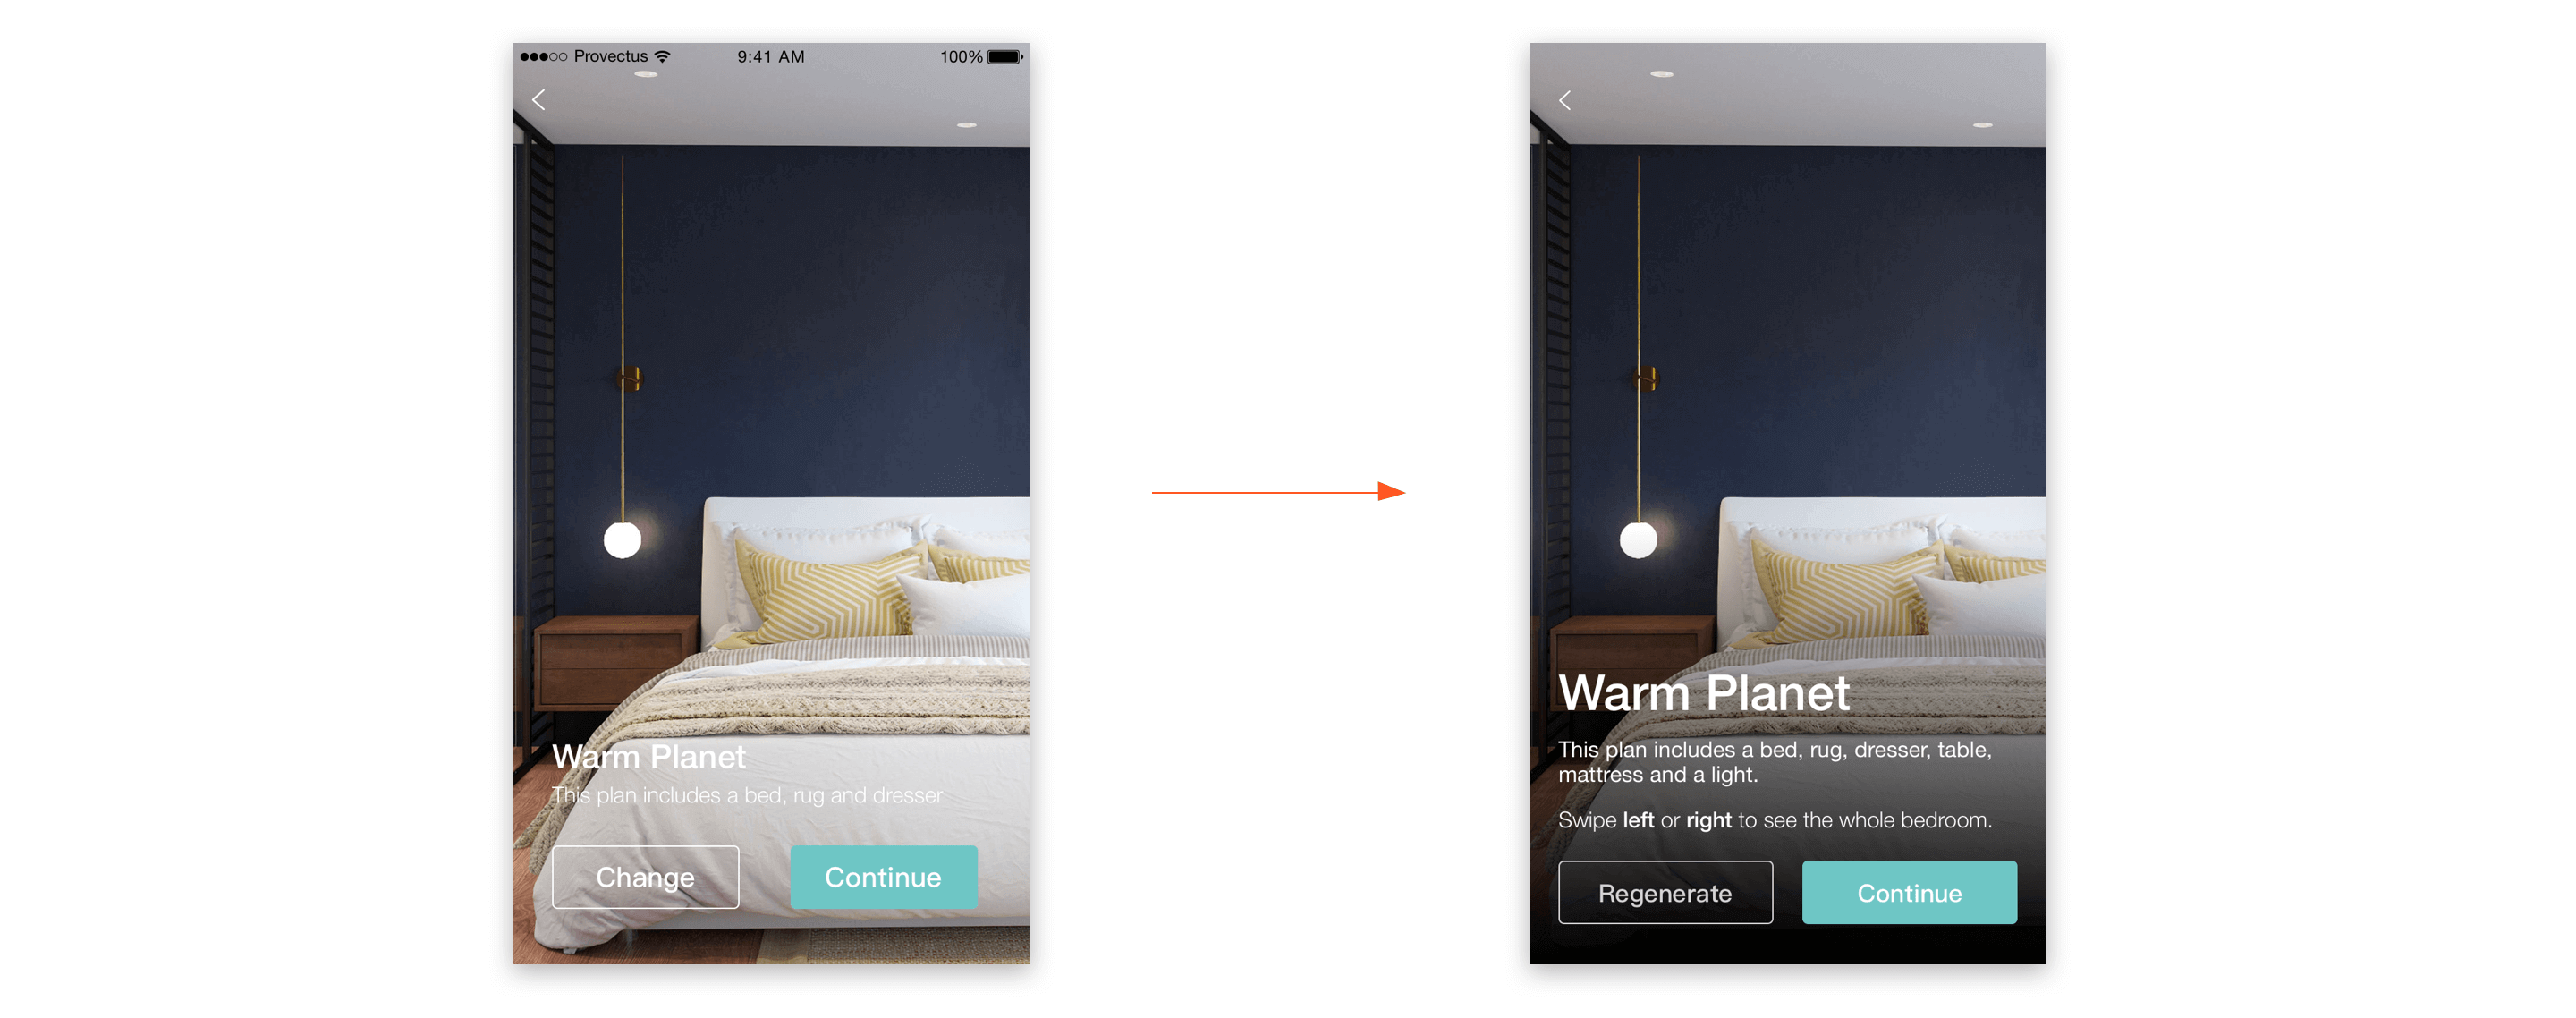 Provectus 9:41 AM 100%
Warm Planet
This plan includes a bed, rug and dresser
Change Continue
Warm Planet
This plan includes a bed, rug, dresser, table,
mattress and a light.
Swipe left or right to see the whole bedroom.
Regenerate Continue